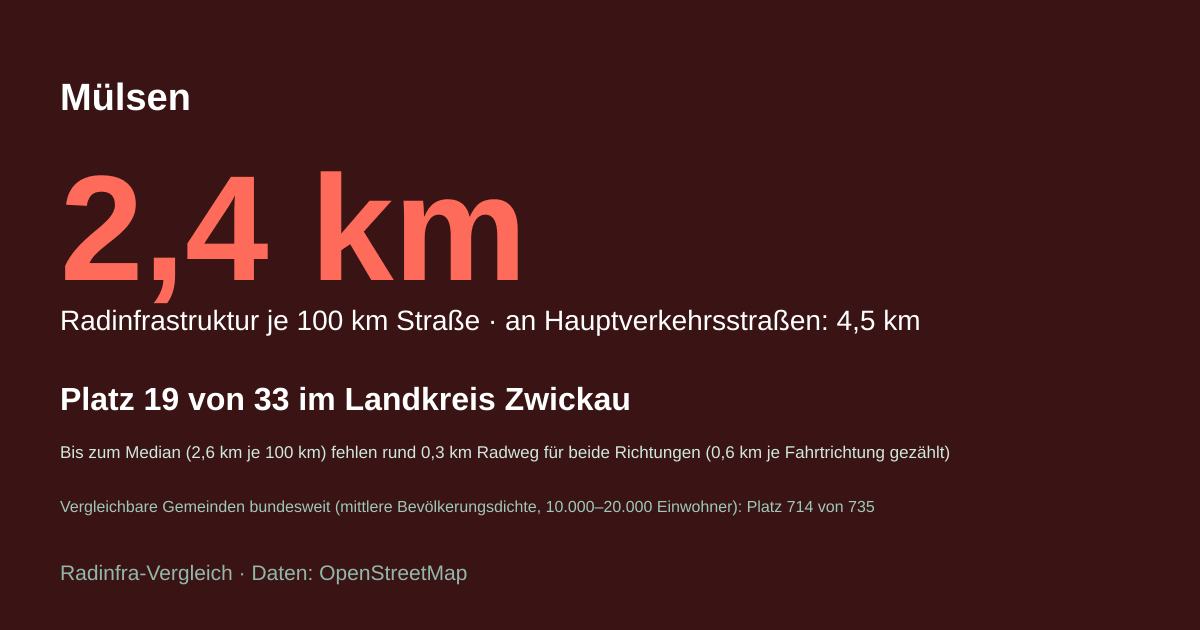 Mülsen
2,4 km
Radinfrastruktur je 100 km Straße · an Hauptverkehrsstraßen: 4,5 km
Platz 19 von 33 im Landkreis Zwickau
Bis zum Median (2,6 km je 100 km) fehlen rund 0,3 km Radweg für beide Richtungen (0,6 km je Fahrtrichtung gezählt)
Vergleichbare Gemeinden bundesweit (mittlere Bevölkerungsdichte, 10.000–20.000 Einwohner): Platz 714 von 735
Radinfra-Vergleich · Daten: OpenStreetMap